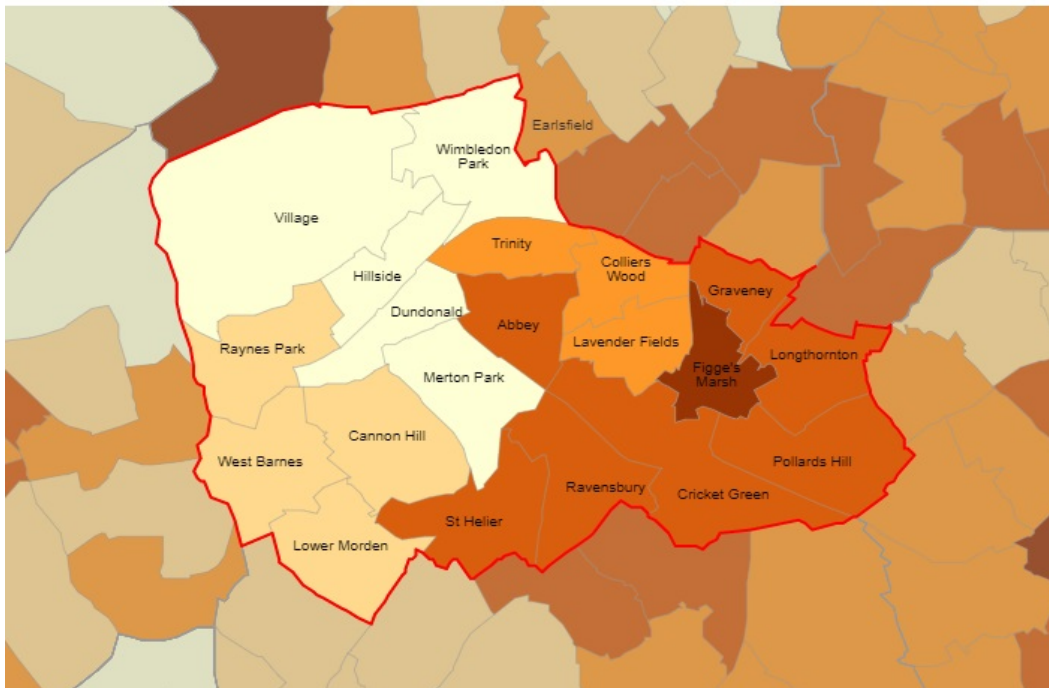 Earlsfield
Wimbledon
Park
Village
Trinity
Colliers
Wood
Hillside
Graveney
Dundonald
Abbey
Lavender Fields
Raynes Park
Longthornton
Figge's
Marsh
Merton Park
Cannon Hill
West Barnes
Pollards Hill
Ravensbury
Cricket Green
St Helier
Lower Morden